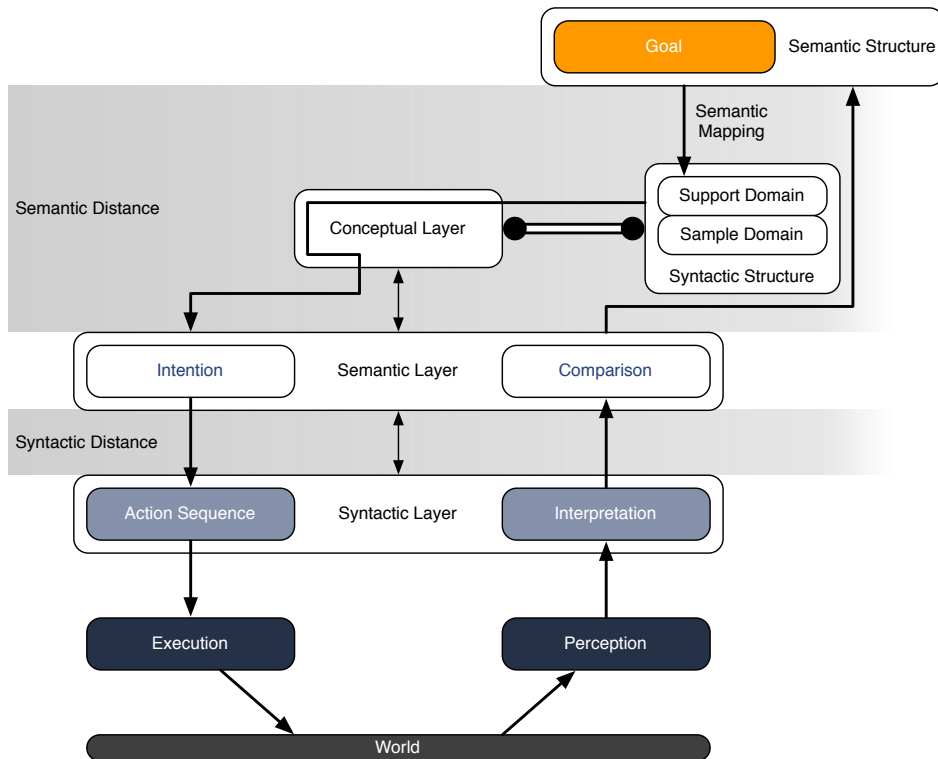 Goal
Semantic Structure
Semantic
Mapping
Support Domain
Semantic Distance
Conceptual Layer
Sample Domain
Syntactic Structure
Intention
Semantic Layer
Comparison
Syntactic Distance
Action Sequence
Syntactic Layer
Interpretation
Execution
Perception
World